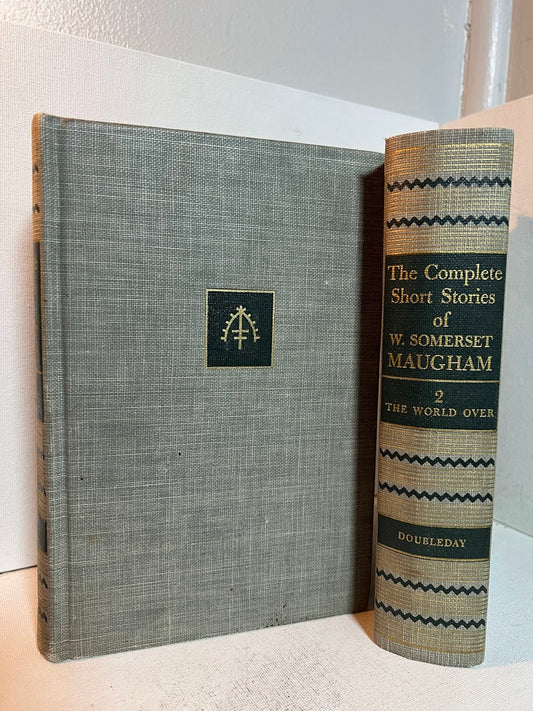 The Complete
Short Stories
of
W. SOMERSET
MAUGHAM
2
THE WORLD OVER
DOUBLEDAY